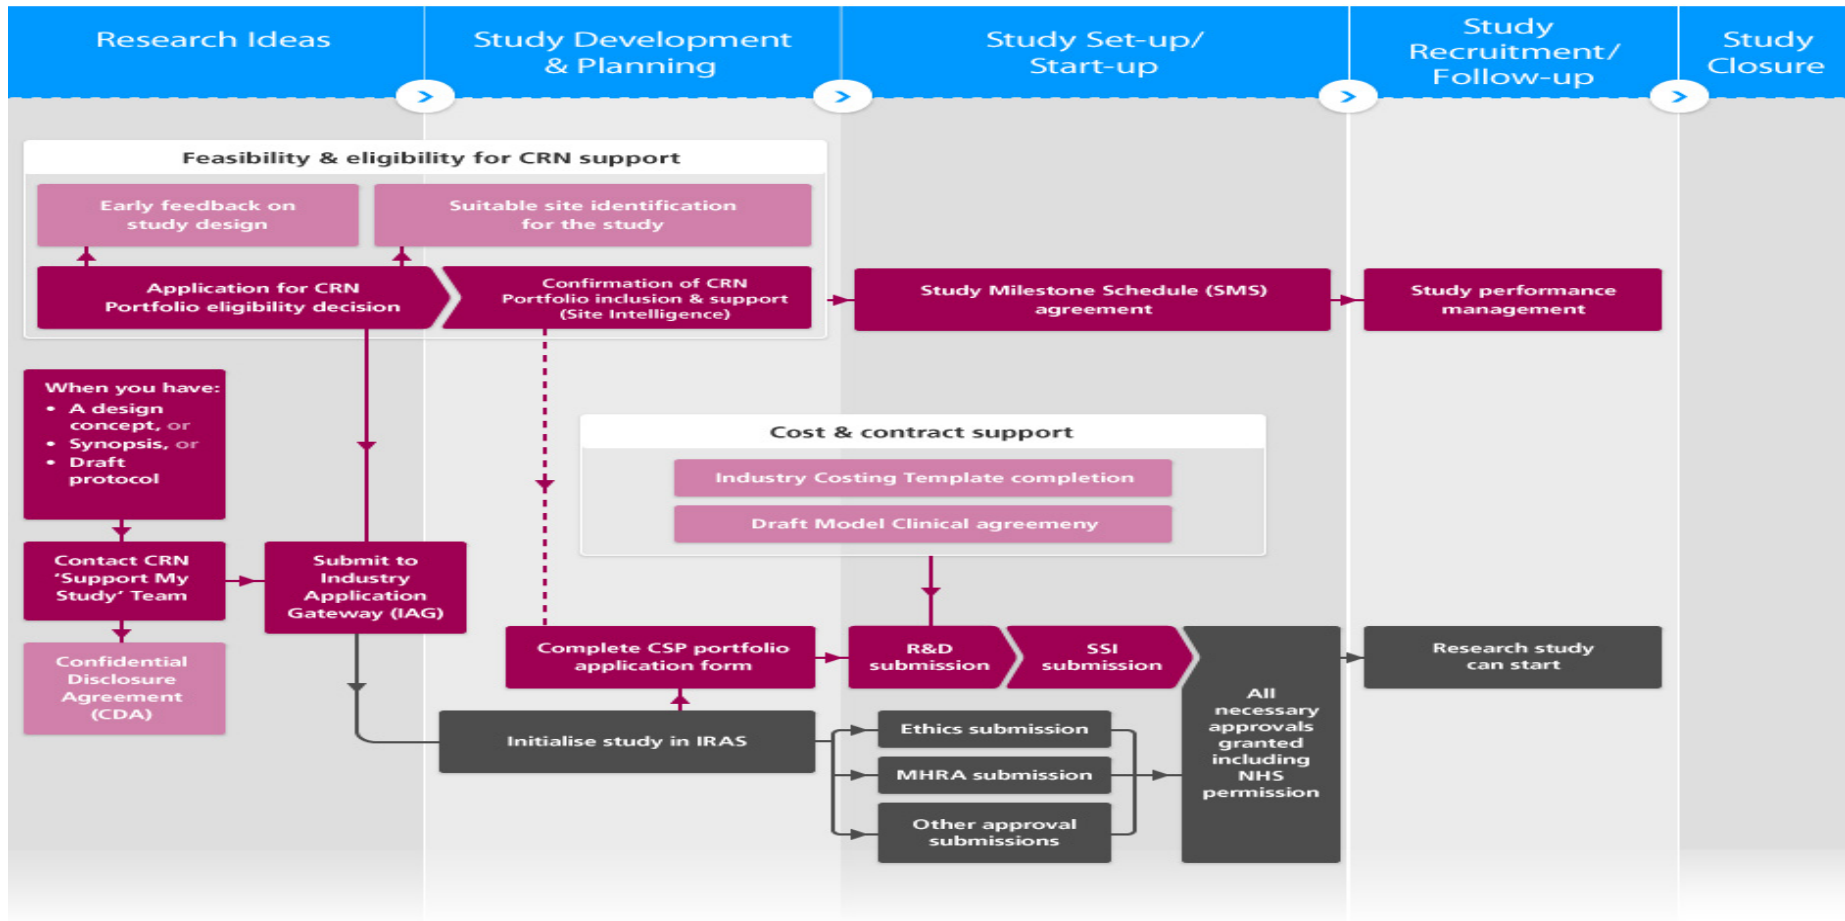 Research Ideas
Study Development
& Planning
Study Set-up/
Start-up
Study
Recruitment/
Follow-up
Study
Closure
Feasibility & eligibility for CRN support
Early feedback on
study design
Suitable site identification
for the study
Application for CRN
Portfolio eligibility decision
Confirmation of CRN
Portfolio inclusion & support
(Site Intelligence)
Study Milestone Schedule (SMS)
agreement
Study performance
management
When you have:
• A design
concept, or
• Synopsis, or
• Draft
protocol
Cost & contract support
Industry Costing Template completion
Draft Model Clinical agreemeny
Contact CRN
‘Support My
Study’ Team
Submit to
Industry
Application
Gateway (IAG)
Confidential
Disclosure
Agreement
(CDA)
Complete CSP portfolio
application form
R&D
submission
SSI
submission
All
necessary
approvals
granted
including
NHS
permission
Research study
can start
Initialise study in IRAS
Ethics submission
MHRA submission
Other approval
submissions